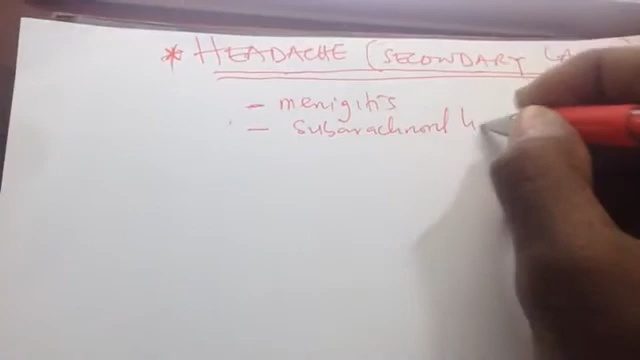 * HEADACHE (SECONDARY
- menigitis
- Subarachnoid h